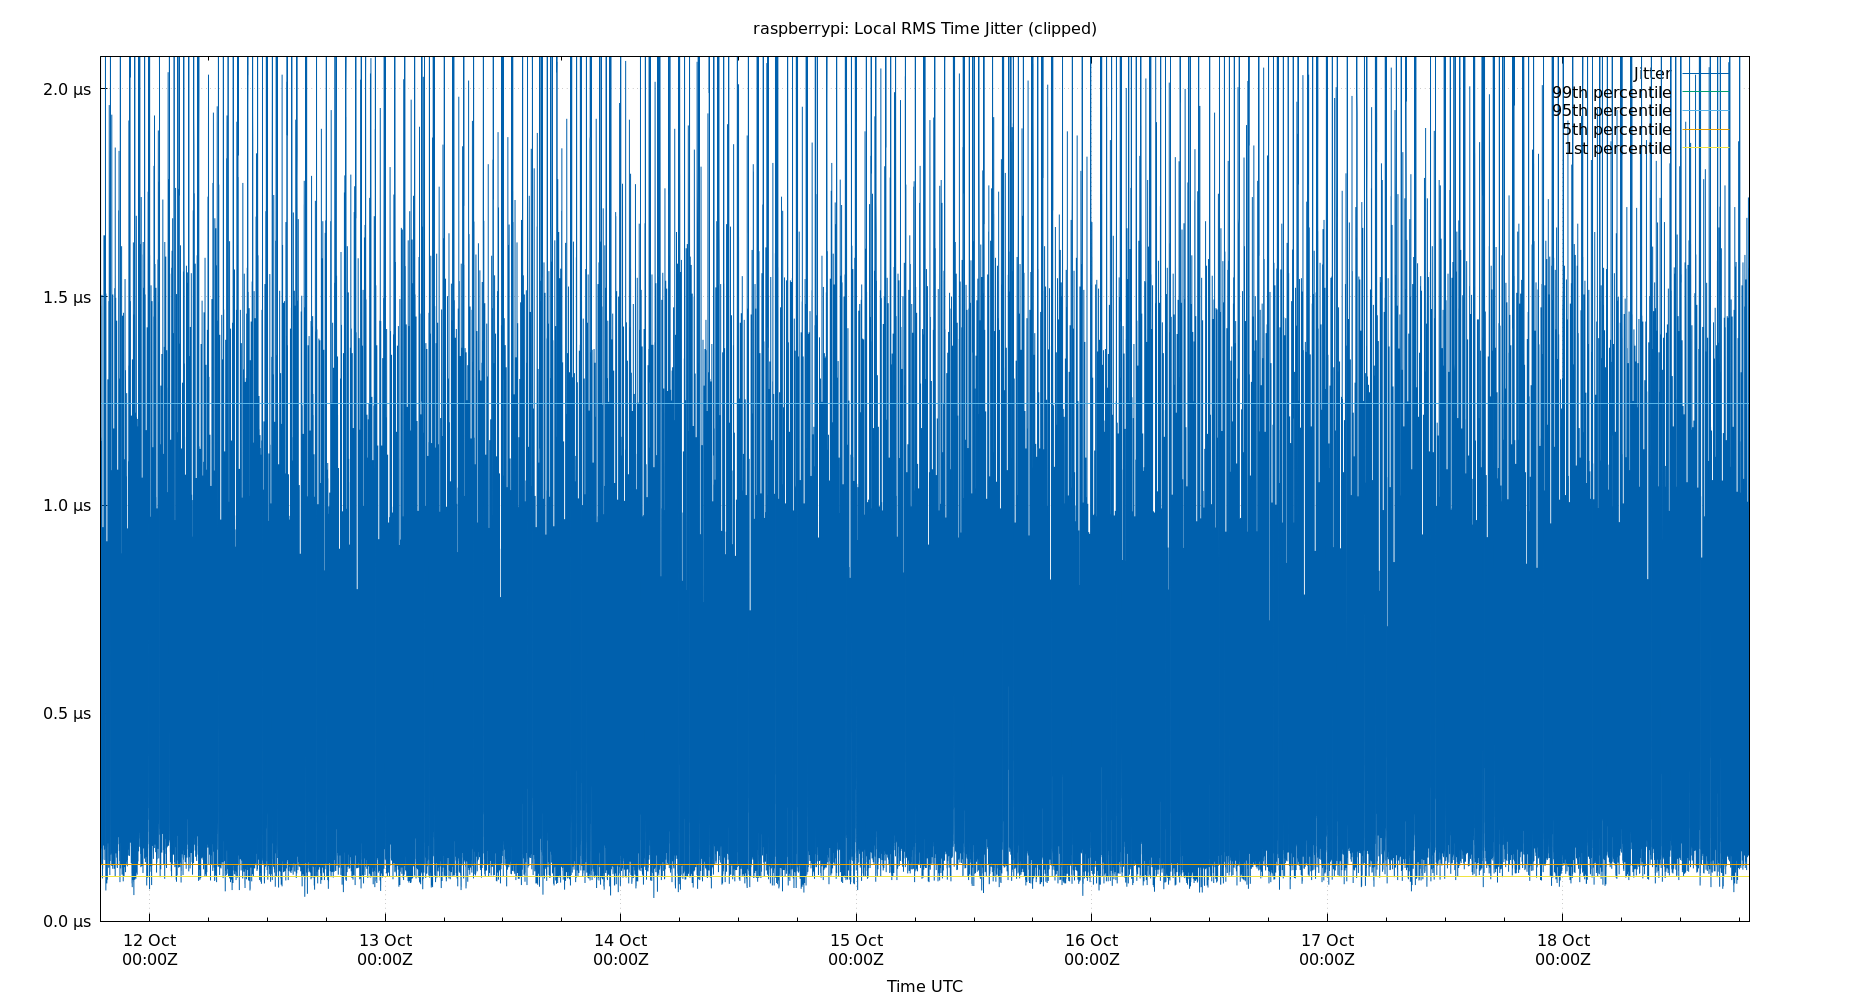 raspberrypi: Local RMS Time Jitter (clipped)
2.0 µs
1.5 µs
1.0 µs
0.5 µs
0.0 µs
Jitter
99th percentile
95th percentile
5th percentile
1st percentile
12 Oct 13 Oct 14 Oct 15 Oct 16 Oct 17 Oct 18 Oct
00:00Z 00:00Z 00:00Z 00:00Z 00:00Z 00:00Z 00:00Z
Time UTC